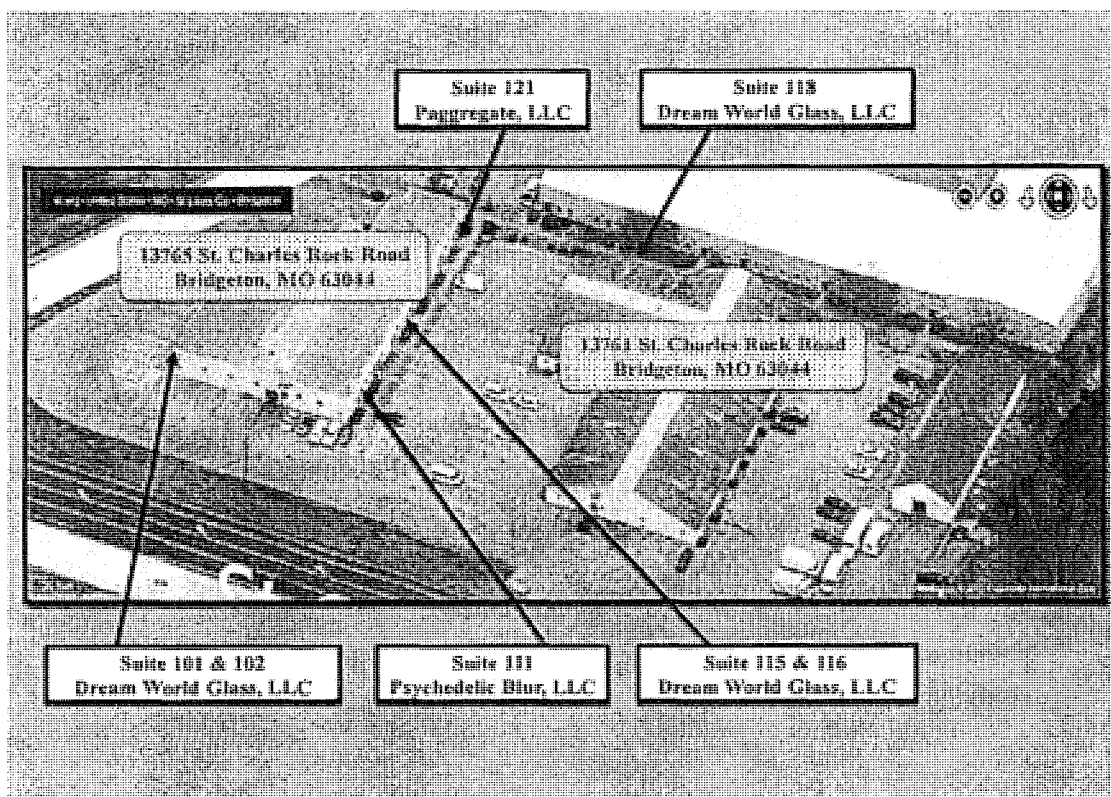 Suite 121
Paggregate, LLC
Suite 118
Dream World Glass, LLC
13765 St. Charles Rock Road
Bridgeton, MO 63044
13761 St. Charles Rock Road
Bridgeton, MO 63044
Suite 101 & 102
Dream World Glass, LLC
Suite 111
Psychedelic Blur, LLC
Suite 115 & 116
Dream World Glass, LLC